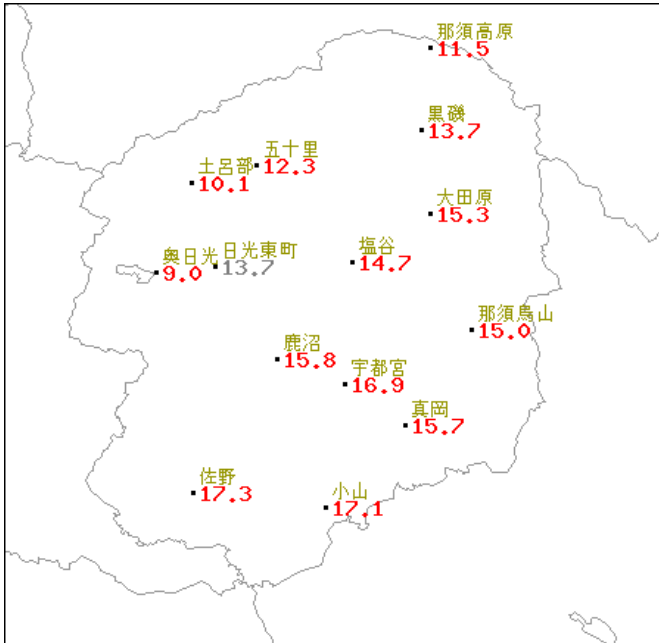 那須高原
11.5
黒磯
13.7
五十里
12.3
土呂部
10.1
大田原
15.3
塩谷
14.7
日光東町
13.7
奥日光
9.0
那須烏山
15.0
鹿沼
15.8
宇都宮
16.9
真岡
15.7
佐野
17.3
小山
17.1